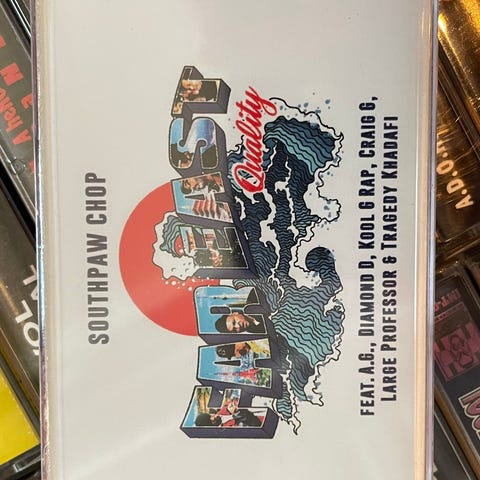 SOUTHPAW CHOP
FAR EAST
Quality
FEAT. A.G., DIAMOND D, KOOL G RAP, CRAIG G,
LARGE PROFESSOR & TRAGEDY KHADAFI
A.D.O.